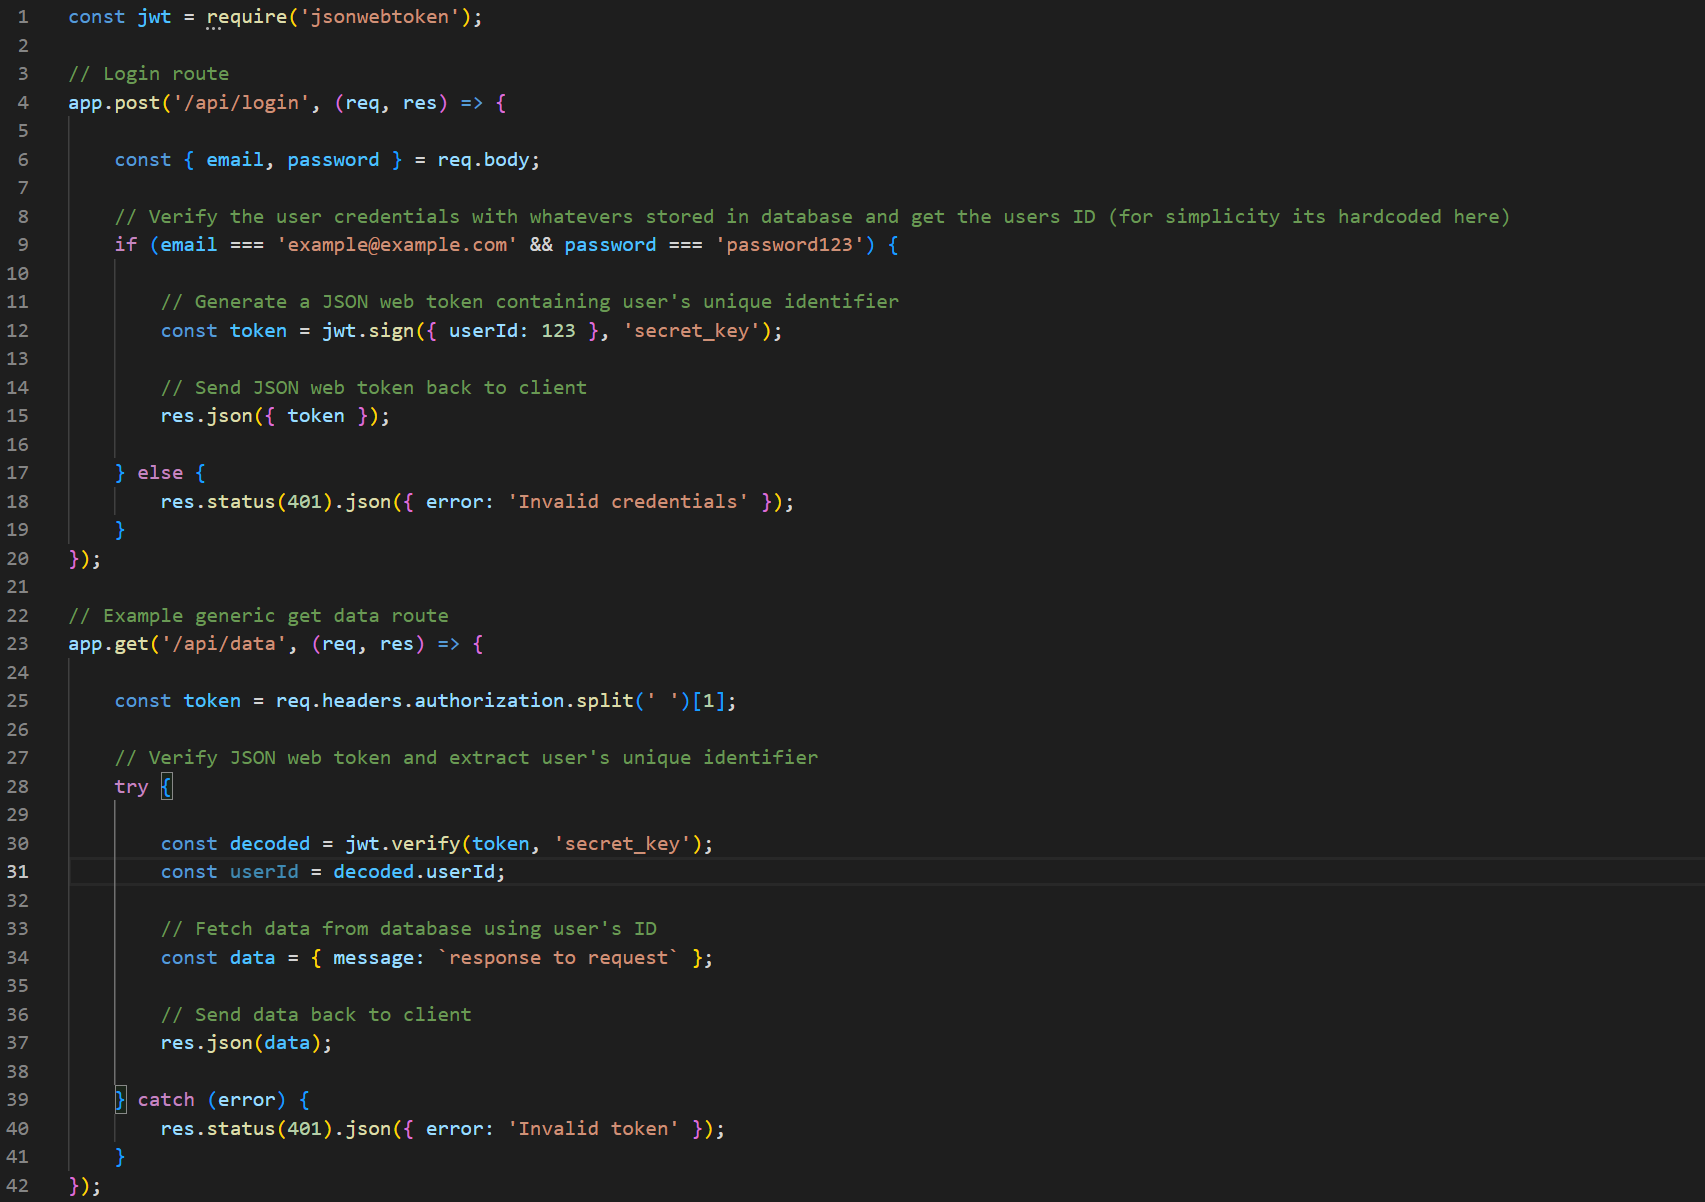 1 const jwt = require('jsonwebtoken');
2
3 // Login route
4 app.post('/api/login', (req, res) => {
5
6 const { email, password } = req.body;
7
8 // Verify the user credentials with whatevers stored in database and get the users ID (for simplicity its hardcoded here)
9 if (email === 'example@example.com' && password === 'password123') {
10
11 // Generate a JSON web token containing user's unique identifier
12 const token = jwt.sign({ userId: 123 }, 'secret_key');
13
14 // Send JSON web token back to client
15 res.json({ token });
16
17 } else {
18 res.status(401).json({ error: 'Invalid credentials' });
19 }
20 });
21
22 // Example generic get data route
23 app.get('/api/data', (req, res) => {
24
25 const token = req.headers.authorization.split(' ')[1];
26
27 // Verify JSON web token and extract user's unique identifier
28 try {
29
30 const decoded = jwt.verify(token, 'secret_key');
31 const userId = decoded.userId;
32
33 // Fetch data from database using user's ID
34 const data = { message: `response to request` };
35
36 // Send data back to client
37 res.json(data);
38
39 } catch (error) {
40 res.status(401).json({ error: 'Invalid token' });
41 }
42 });